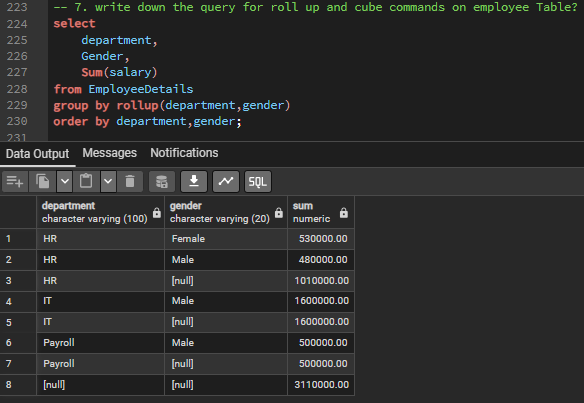 223 -- 7. write down the query for roll up and cube commands on employee Table?
224 select
225 department,
226 Gender,
227 Sum(salary)
228 from EmployeeDetails
229 group by rollup(department,gender)
230 order by department,gender;
231
Data Output Messages Notifications
SQL
department gender sum
character varying (100) character varying (20) numeric
1 HR Female 530000.00
2 HR Male 480000.00
3 HR [null] 1010000.00
4 IT Male 1600000.00
5 IT [null] 1600000.00
6 Payroll Male 500000.00
7 Payroll [null] 500000.00
8 [null] [null] 3110000.00